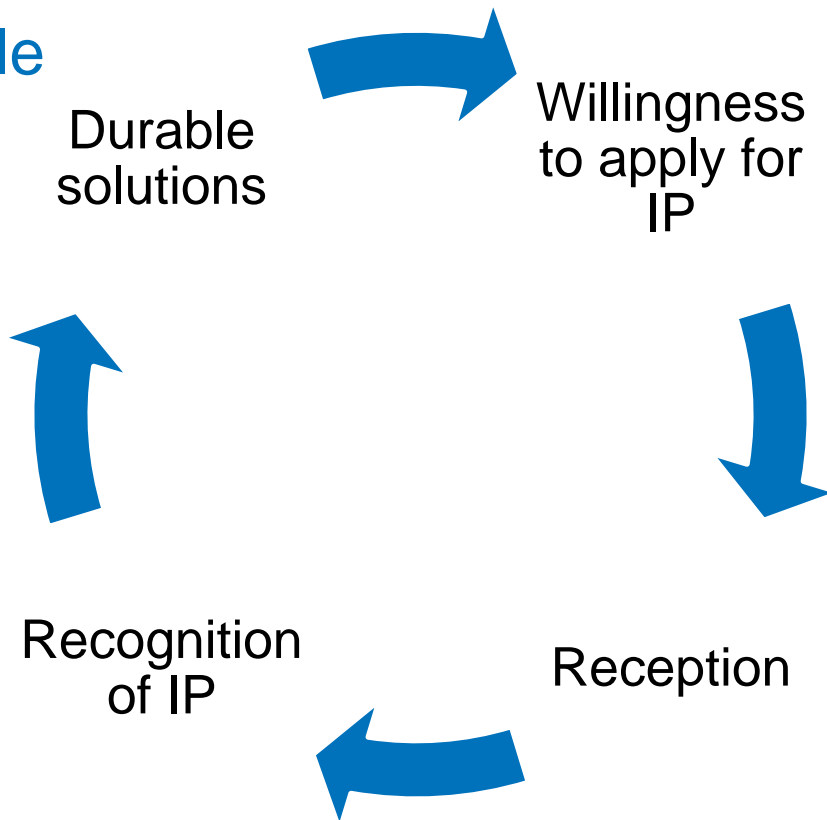 le
Durable
solutions
Willingness
to apply for
IP
Recognition
of IP
Reception